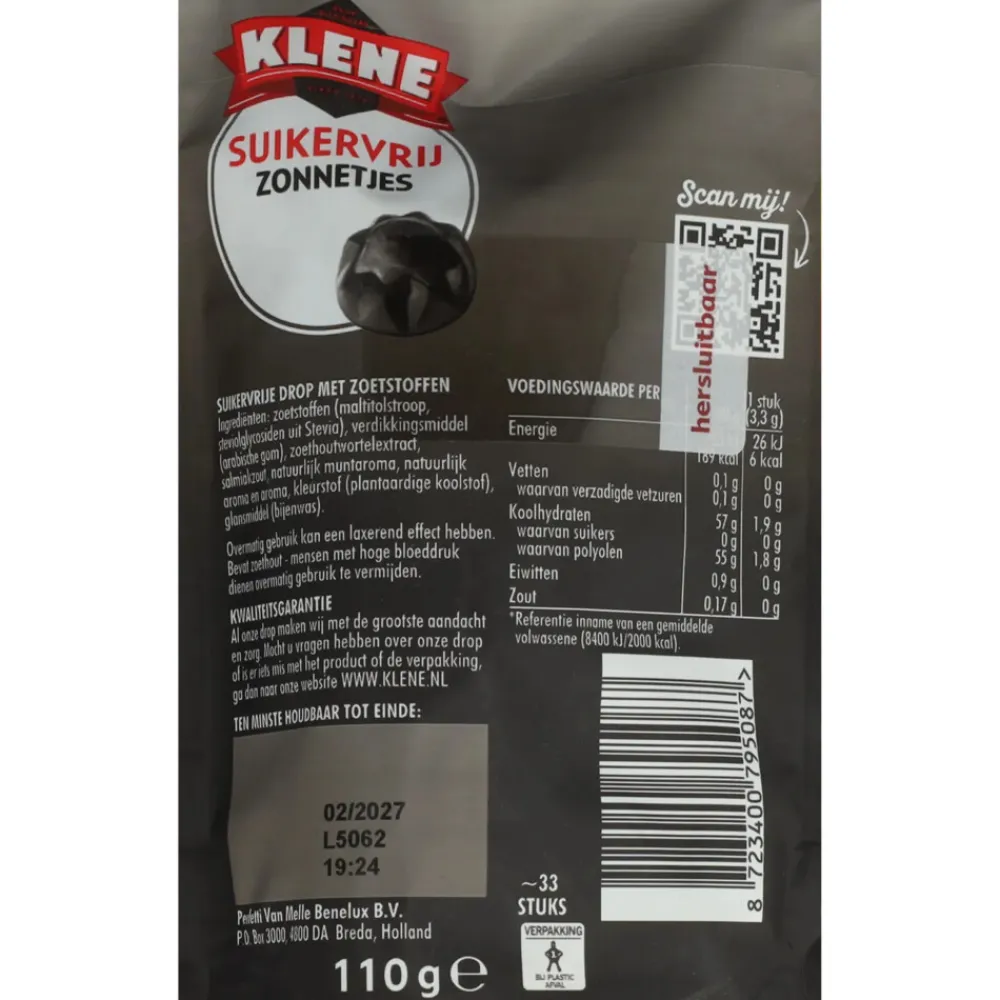 KLENE
SUIKERVRIJ
ZONNETJES
Scan mij!
hersluitbaar
SUIKERVRIJE DROP MET ZOETSTOFFEN
Ingrediënten: zoetstoffen (maltitolstroop,
steviolglycosiden uit Stevia), verdikkingsmiddel
(arabische gom), zoethoutwortelextract,
salmiakzout, natuurlijk muntaroma, natuurlijk
aroma en aroma, kleurstof (plantaardige koolstof),
glansmiddel (bijenwas).
Overmatig gebruik kan een laxerend effect hebben.
Bevat zoethout - mensen met hoge bloeddruk
dienen overmatig gebruik te vermijden.
KWALITEITSGARANTIE
Al onze drop maken wij met de grootste aandacht
en zorg. Mocht u vragen hebben over onze drop
of is er iets mis met het product of de verpakking,
ga dan naar onze website WWW.KLENE.NL
TEN MINSTE HOUDBAAR TOT EINDE:
02/2027
L5062
19:24
Perfetti Van Melle Benelux B.V.
P.O. Box 3000, 4800 DA Breda, Holland
110 g e
VOEDINGSWAARDE PER 1 stuk
(3,3 g)
Energie 26 kJ
189 kcal 6 kcal
Vetten 0,1 g 0 g
waarvan verzadigde vetzuren 0,1 g 0 g
Koolhydraten 57 g 1,9 g
waarvan suikers 0 g 0 g
waarvan polyolen 55 g 1,8 g
Eiwitten 0,9 g 0 g
Zout 0,17 g 0 g
*Referentie inname van een gemiddelde
volwassene (8400 kJ/2000 kcal).
8 723400 795087 >
~33
STUKS
VERPAKKING
BIJ PLASTIC
AFVAL